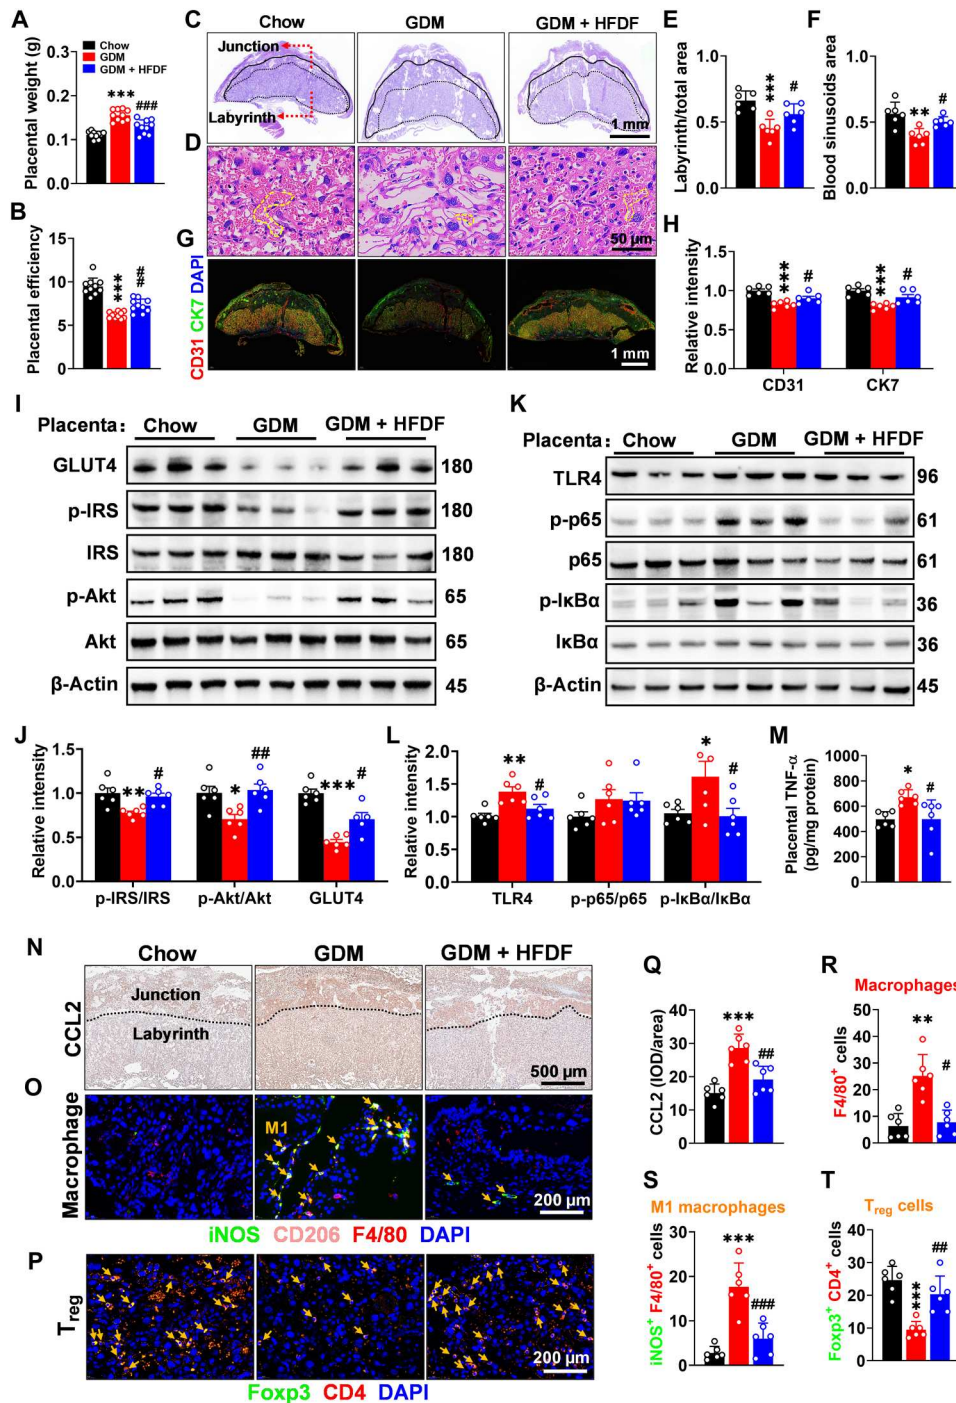 A
Placental weight (g)
0.3
0.2
0.1
0.0
Chow
GDM
GDM + HFDF
***
###
B
Placental efficiency
15
10
5
0
***
##
C
Chow
GDM
GDM + HFDF
Junction
Labyrinth
1 mm
D
50 µm
G
CD31 CK7 DAPI
1 mm
E
Labyrinth/total area
1.0
0.5
0.0
***
#
F
Blood sinusoids area
1.0
0.5
0.0
**
#
H
Relative intensity
1.5
1.0
0.5
0.0
***
#
***
#
CD31
CK7
I
Placenta:
Chow
GDM
GDM + HFDF
GLUT4
180
p-IRS
180
IRS
180
p-Akt
65
Akt
65
β-Actin
45
K
Placenta:
Chow
GDM
GDM + HFDF
TLR4
96
p-p65
61
p65
61
p-IκBα
36
IκBα
36
β-Actin
45
J
Relative intensity
1.5
1.0
0.5
0.0
**
#
*
##
***
#
p-IRS/IRS
p-Akt/Akt
GLUT4
L
Relative intensity
2.0
1.5
1.0
0.5
0.0
**
#
*
#
TLR4
p-p65/p65
p-IκBα/IκBα
M
Placental TNF-α
(pg/mg protein)
1000
800
600
400
200
0
*
#
N
Chow
GDM
GDM + HFDF
CCL2
Junction
Labyrinth
500 µm
O
Macrophage
M1
200 µm
iNOS CD206 F4/80 DAPI
P
Treg
200 µm
Foxp3 CD4 DAPI
Q
CCL2 (IOD/area)
40
30
20
10
0
***
##
R
Macrophages
F4/80+ cells
50
40
30
20
10
0
**
#
S
M1 macrophages
iNOS+ F4/80+ cells
30
20
10
0
***
###
T
Treg cells
Foxp3+ CD4+ cells
40
30
20
10
0
***
##